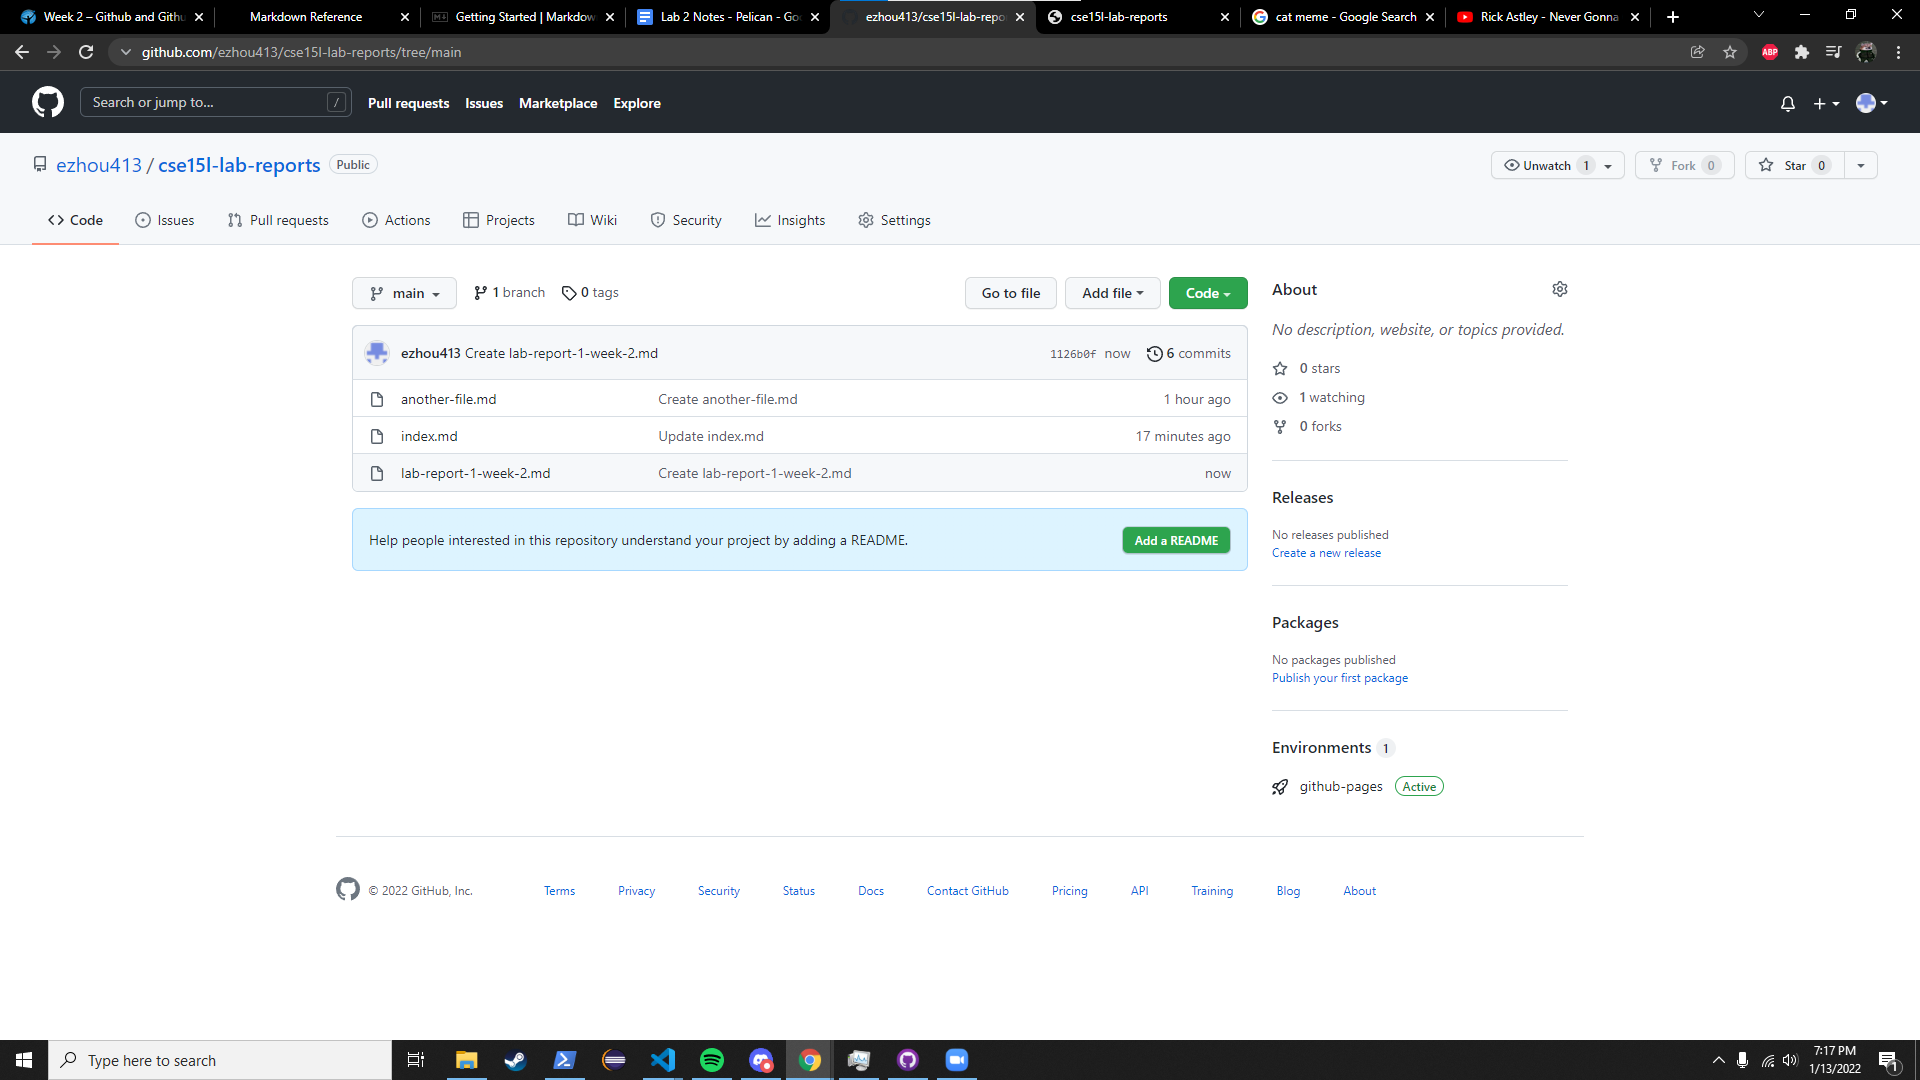 Week 2 – Github and Githu
Markdown Reference
Getting Started | Markdow
Lab 2 Notes - Pelican - Goo
ezhou413/cse15l-lab-repo
cse15l-lab-reports
cat meme - Google Search
Rick Astley - Never Gonna
github.com/ezhou413/cse15l-lab-reports/tree/main
ABP
Search or jump to... /
Pull requests Issues Marketplace Explore
ezhou413 / cse15l-lab-reports Public
Unwatch 1 Fork 0 Star 0
Code Issues Pull requests Actions Projects Wiki Security Insights Settings
main 1 branch 0 tags Go to file Add file Code
ezhou413 Create lab-report-1-week-2.md 1126b0f now 6 commits
another-file.md Create another-file.md 1 hour ago
index.md Update index.md 17 minutes ago
lab-report-1-week-2.md Create lab-report-1-week-2.md now
Help people interested in this repository understand your project by adding a README. Add a README
About
No description, website, or topics provided.
0 stars
1 watching
0 forks
Releases
No releases published
Create a new release
Packages
No packages published
Publish your first package
Environments 1
github-pages Active
© 2022 GitHub, Inc. Terms Privacy Security Status Docs Contact GitHub Pricing API Training Blog About
Type here to search
7:17 PM
1/13/2022
1